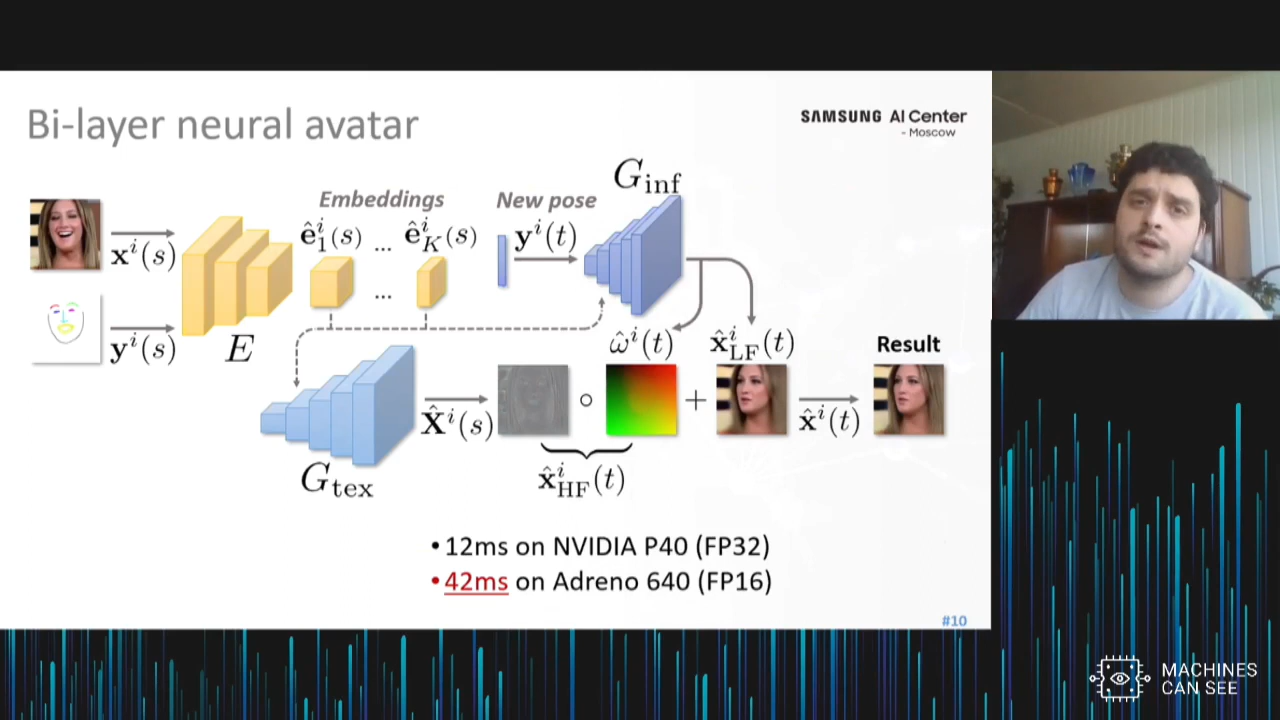 Bi-layer neural avatar
SAMSUNG AI Center
- Moscow
G_inf
Embeddings
New pose
x^i(s)
ê_1^i(s) ... ê_K^i(s)
y^i(t)
...
y^i(s)
E
ω̂^i(t)
x̂_LF^i(t)
Result
X̂^i(s)
∘
+
x̂^i(t)
G_tex
x̂_HF^i(t)
• 12ms on NVIDIA P40 (FP32)
• 42ms on Adreno 640 (FP16)
#10
MACHINES
CAN SEE